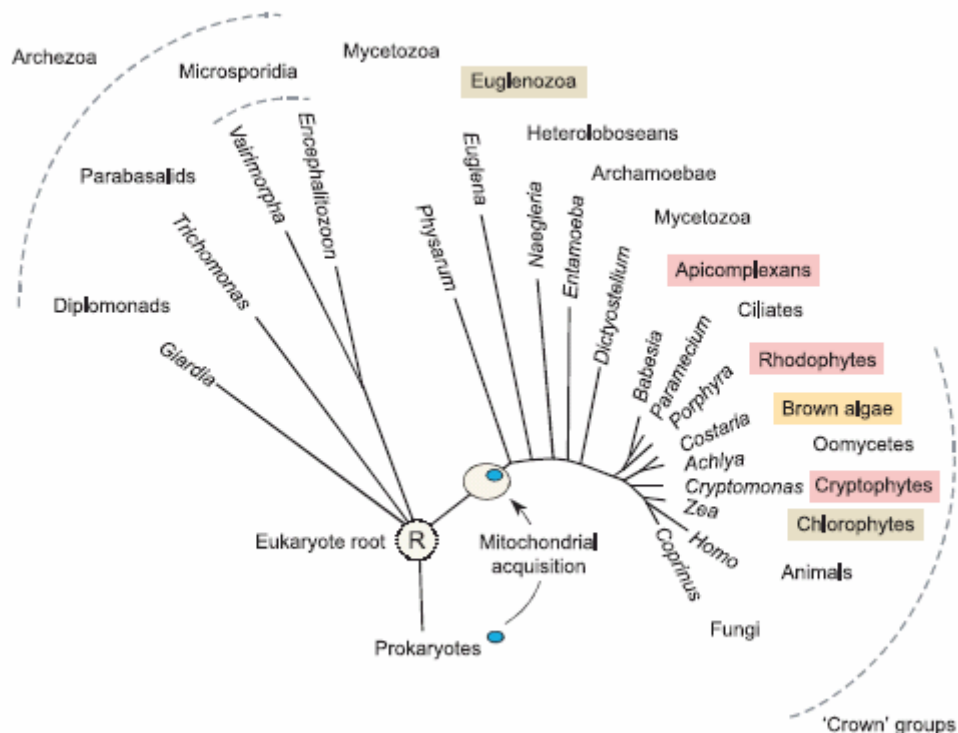 Archezoa
Microsporidia
Mycetozoa
Euglenozoa
Heteroloboseans
Archamoebae
Mycetozoa
Parabasalids
Vairimorpha
Encephalitozoon
Euglena
Physarum
Naegleria
Entamoeba
Dictyostelium
Apicomplexans
Ciliates
Diplomonads
Trichomonas
Giardia
Babesia
Paramecium
Porphyra
Rhodophytes
Costaria
Brown algae
Achlya
Oomycetes
Cryptomonas
Cryptophytes
Zea
Chlorophytes
Homo
Animals
Coprinus
Fungi
Eukaryote root
R
Mitochondrial
acquisition
Prokaryotes
'Crown' groups